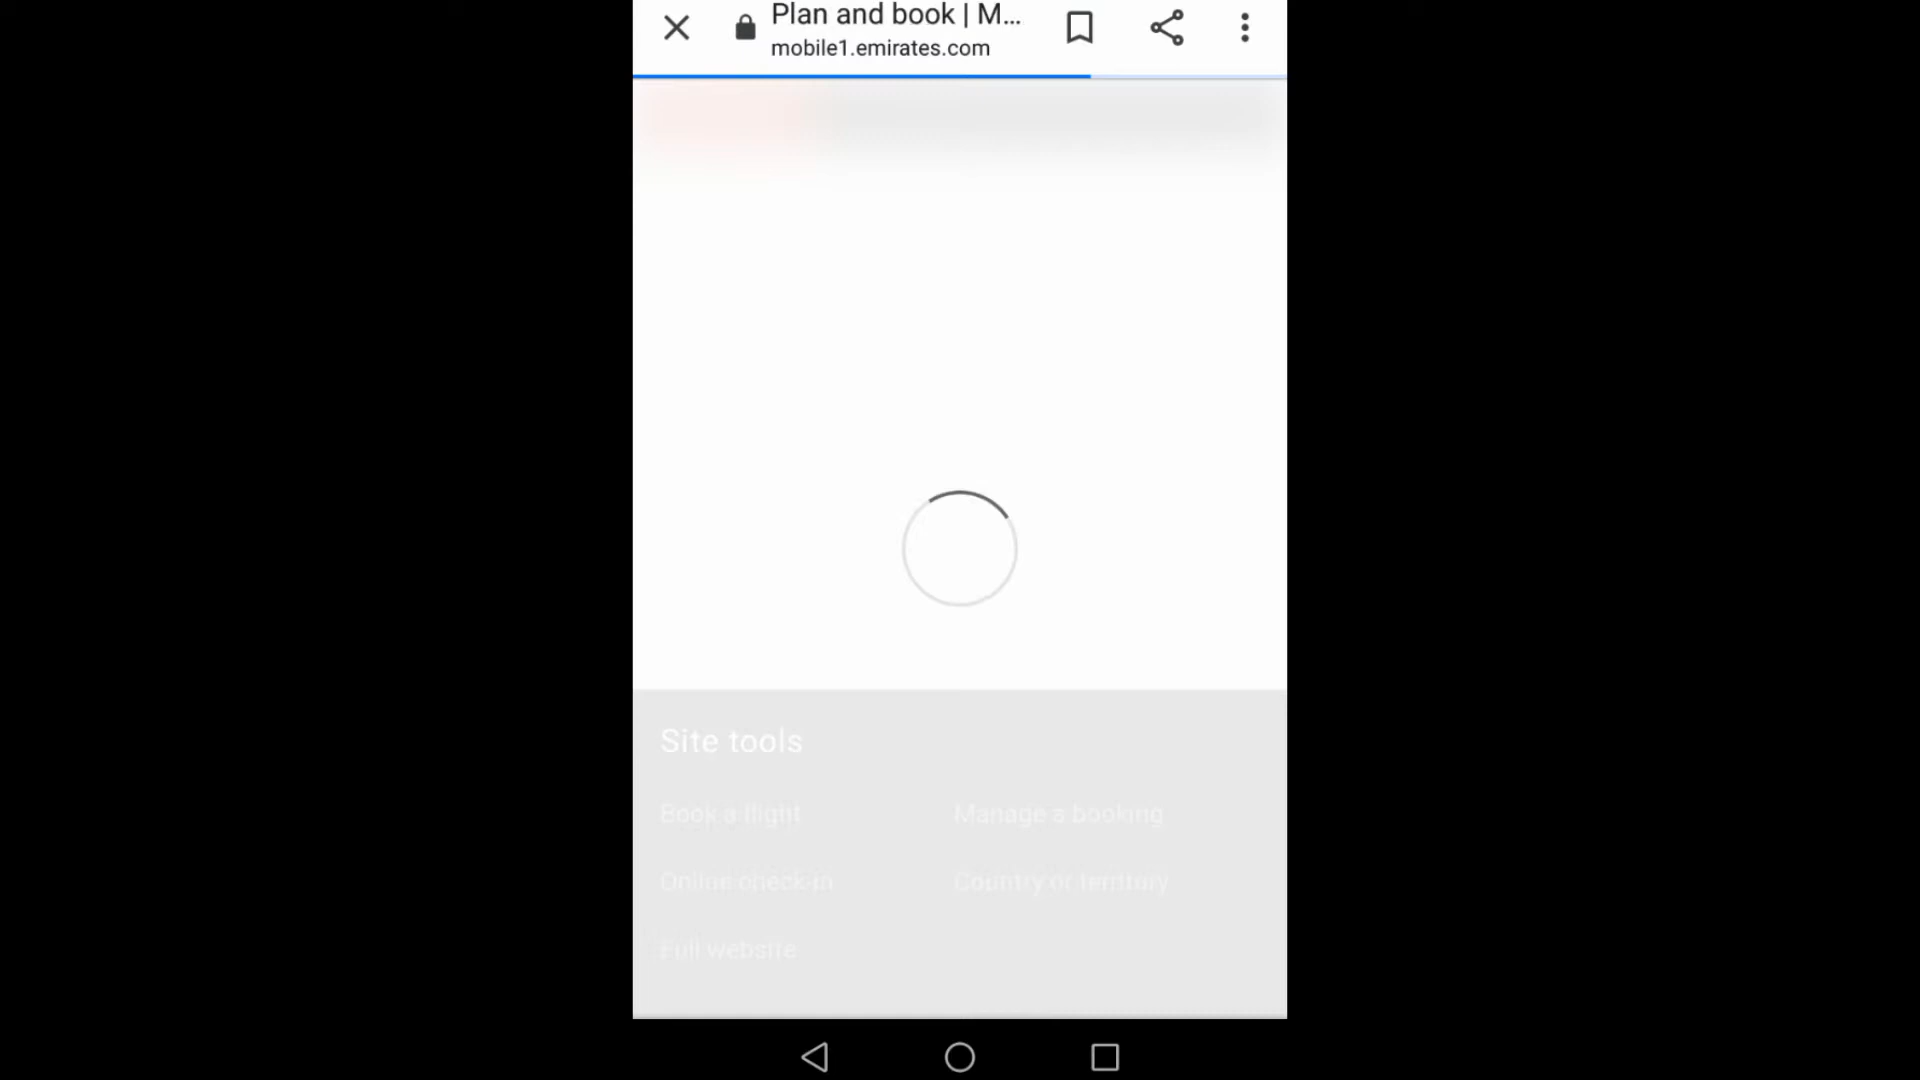 Plan and book | M...
mobile1.emirates.com
Site tools
Book a flight
Manage a booking
Online check-in
Country or territory
Full website